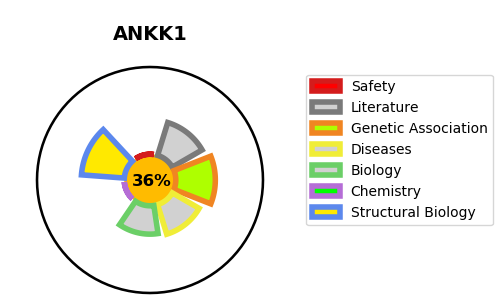 ANKK1
36%
Safety
Literature
Genetic Association
Diseases
Biology
Chemistry
Structural Biology